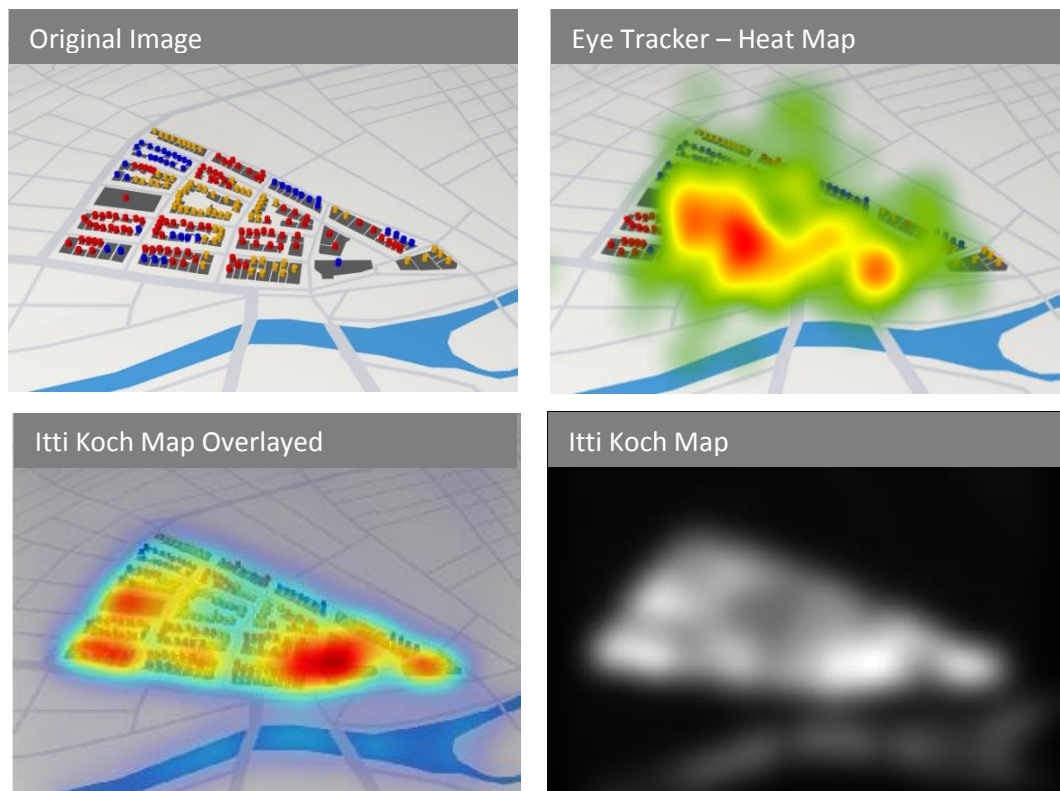 Original Image
Eye Tracker – Heat Map
Itti Koch Map Overlayed
Itti Koch Map